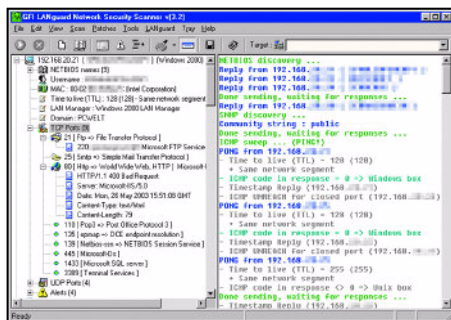 GFI LANguard Network Security Scanner v(3.2)
File Edit View Scan Patches Tools LANguard Tray Help
Target:
192.168.20.21 [ ] (Windows 2000)
NETBIOS names (5)
Username:
MAC: 00-02 (Intel Corporation)
Time to live (TTL) : 128 (128) - Same network segment
LAN Manager : Windows 2000 LAN Manager
Domain : PCWELT
TCP Ports (9)
21 [ Ftp => File Transfer Protocol ]
220 Microsoft FTP Service
25 [ Smtp => Simple Mail Transfer Protocol ]
80 [ Http => World Wide Web, HTTP ] Microsoft-I
HTTP/1.1 400 Bad Request
Server: Microsoft-IIS/5.0
Date: Mon, 26 May 2003 15:51:08 GMT
Content-Type: text/html
Content-Length: 79
110 [ Pop3 => Post Office Protocol 3 ]
135 [ epmap => DCE endpoint resolution ]
139 [ Netbios-ssn => NETBIOS Session Service ]
445 [ Microsoft-Ds ]
1433 [ Microsoft SQL server ]
3389 [ Terminal Services ]
UDP Ports (4)
Alerts (4)
Ready
NETBIOS discovery ...
Reply from 192.168.
Reply from 192.168.
Reply from 192.168.
Done sending, waiting for responses ...
SNMP discovery ...
Community string : public
Done sending, waiting for responses ...
ICMP sweep ... (PING!)
PONG from 192.168.
- Time to live (TTL) = 128 (128)
+ Same network segment
- ICMP code in response = 0 -> Windows box
- Timestamp Reply (192.168.
- ICMP UNREACH for closed port (192.168.
PONG from 192.168.
- Time to live (TTL) = 128 (128)
+ Same network segment
- ICMP code in response = 0 -> Windows box
- Timestamp Reply (192.168.
- ICMP UNREACH for closed port (192.168.
PONG from 192.168.
- Time to live (TTL) = 255 (255)
+ Same network segment
- ICMP code in response <> 0 -> Unix box
Done sending, waiting for responses ...
- Timestamp Reply (192.168.